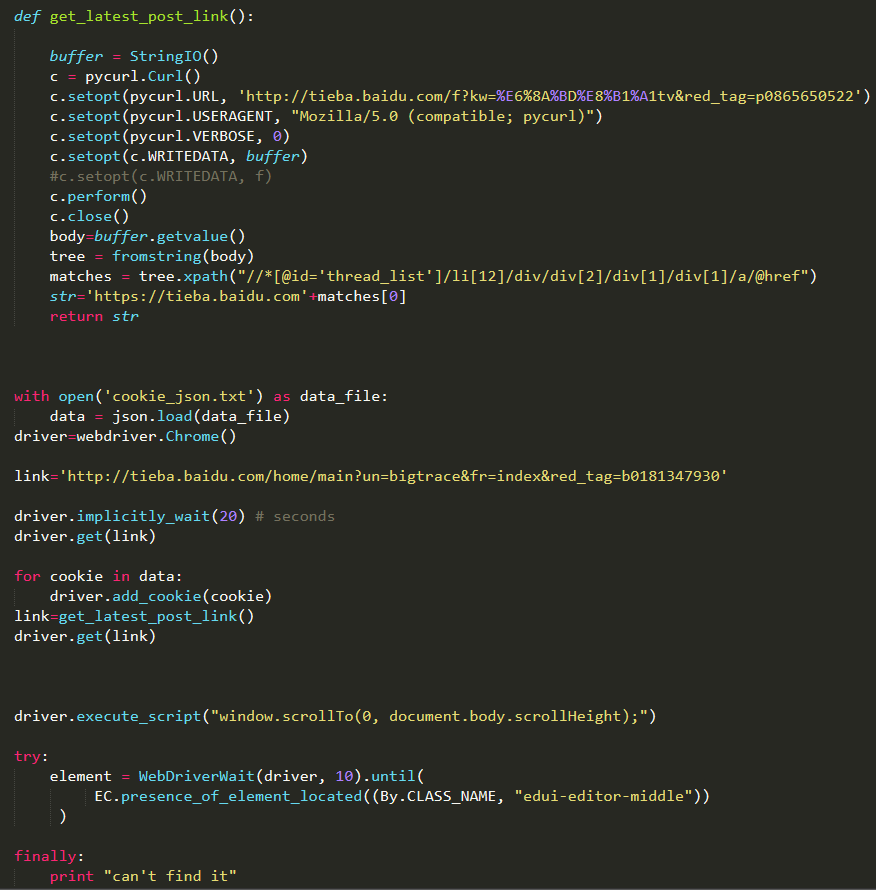 def get_latest_post_link():
buffer = StringIO()
c = pycurl.Curl()
c.setopt(pycurl.URL, 'http://tieba.baidu.com/f?kw=%E6%8A%BD%E8%B1%A1tv&red_tag=p0865650522')
c.setopt(pycurl.USERAGENT, "Mozilla/5.0 (compatible; pycurl)")
c.setopt(pycurl.VERBOSE, 0)
c.setopt(c.WRITEDATA, buffer)
#c.setopt(c.WRITEDATA, f)
c.perform()
c.close()
body=buffer.getvalue()
tree = fromstring(body)
matches = tree.xpath("//*[@id='thread_list']/li[12]/div/div[2]/div[1]/div[1]/a/@href")
str='https://tieba.baidu.com'+matches[0]
return str
with open('cookie_json.txt') as data_file:
data = json.load(data_file)
driver=webdriver.Chrome()
link='http://tieba.baidu.com/home/main?un=bigtrace&fr=index&red_tag=b0181347930'
driver.implicitly_wait(20) # seconds
driver.get(link)
for cookie in data:
driver.add_cookie(cookie)
link=get_latest_post_link()
driver.get(link)
driver.execute_script("window.scrollTo(0, document.body.scrollHeight);")
try:
element = WebDriverWait(driver, 10).until(
EC.presence_of_element_located((By.CLASS_NAME, "edui-editor-middle"))
)
finally:
print "can't find it"